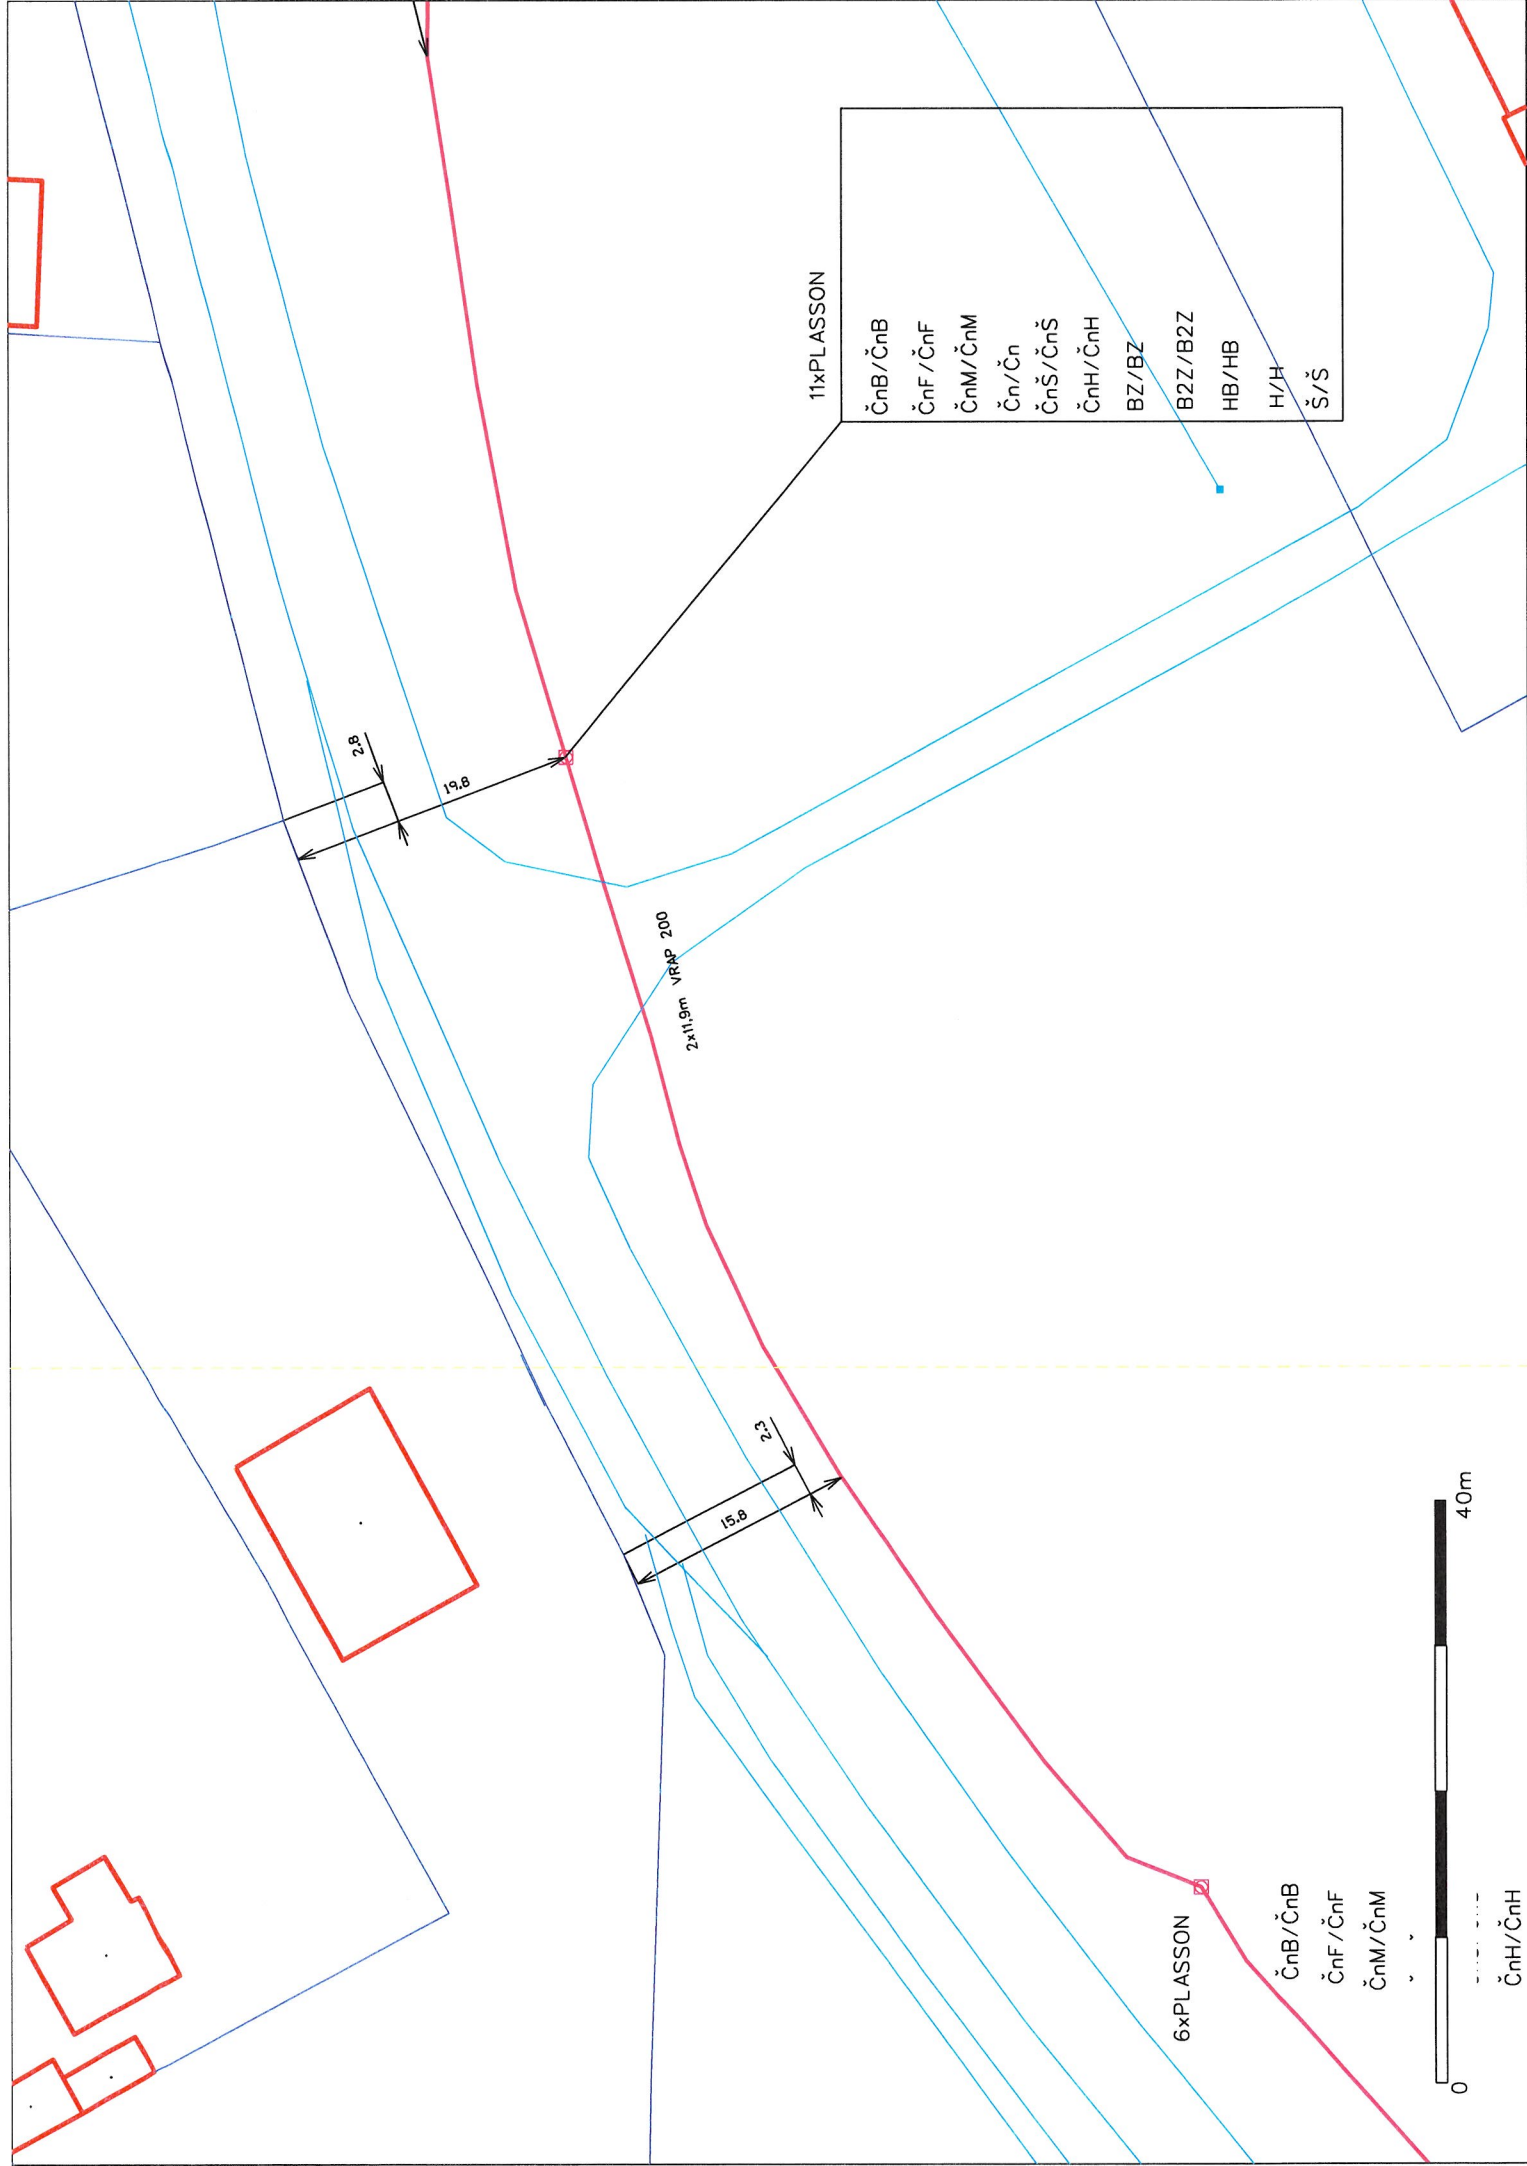 11xPLASSON
ČnB/ČnB
ČnF/ČnF
ČnM/ČnM
Čn/Čn
ČnŠ/ČnŠ
ČnH/ČnH
BZ/BZ
B2Z/B2Z
HB/HB
H/H
Š/Š
2.8
19.8
2x11,9m VRAP 200
2.3
15.8
6xPLASSON
ČnB/ČnB
ČnF/ČnF
ČnM/ČnM
ČnH/ČnH
0
40m